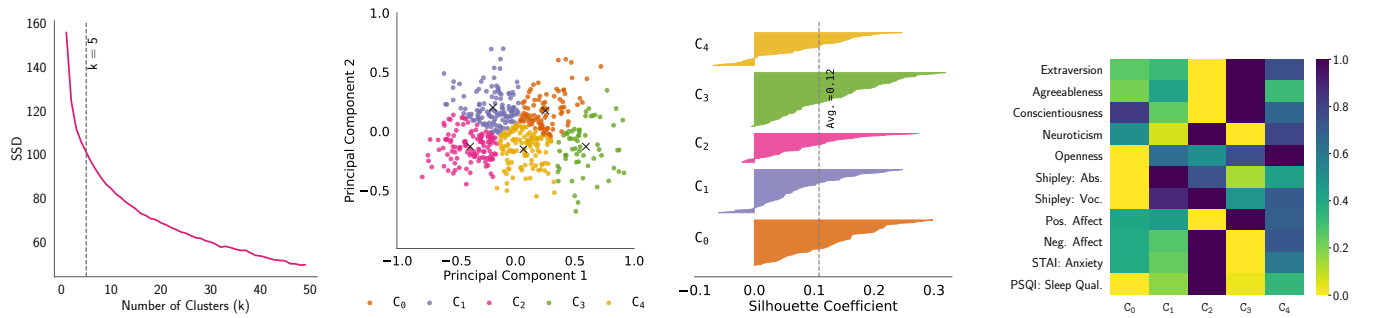 160
140
120
100
80
60
SSD
k = 5
0 10 20 30 40 50
Number of Clusters (k)
1.0
0.5
0.0
−0.5
Principal Component 2
−1.0 −0.5 0.0 0.5 1.0
Principal Component 1
C0 C1 C2 C3 C4
C4
C3
C2
C1
C0
Avg. =0.12
−0.1 0.0 0.1 0.2 0.3
Silhouette Coefficient
Extraversion
Agreeableness
Conscientiousness
Neuroticism
Openness
Shipley: Abs.
Shipley: Voc.
Pos. Affect
Neg. Affect
STAI: Anxiety
PSQI: Sleep Qual.
C0 C1 C2 C3 C4
1.0
0.8
0.6
0.4
0.2
0.0